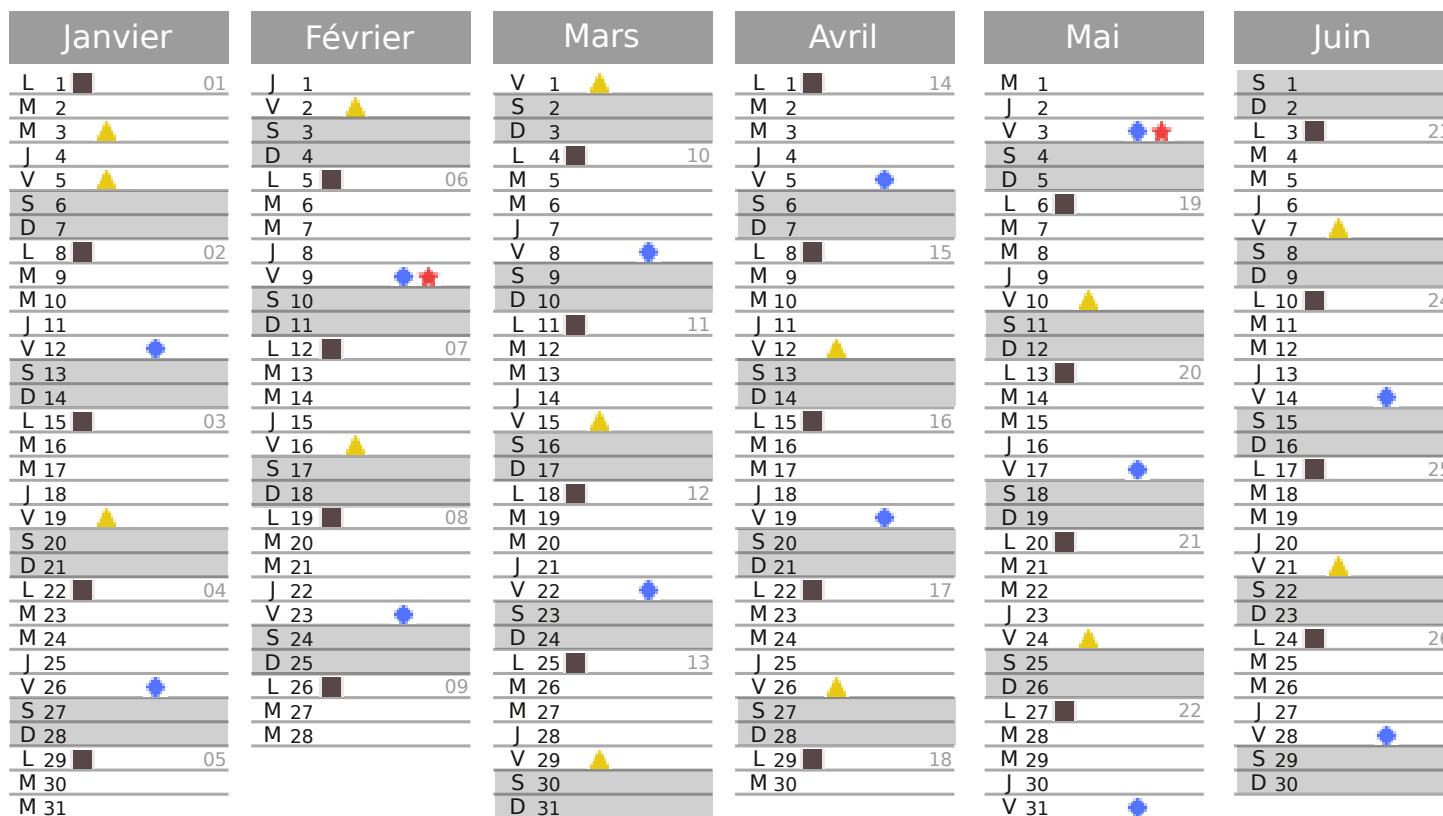 Janvier
L 1 01
M 2
M 3
J 4
V 5
S 6
D 7
L 8 02
M 9
M 10
J 11
V 12
S 13
D 14
L 15 03
M 16
M 17
J 18
V 19
S 20
D 21
L 22 04
M 23
M 24
J 25
V 26
S 27
D 28
L 29 05
M 30
M 31
Février
J 1
V 2
S 3
D 4
L 5 06
M 6
M 7
J 8
V 9
S 10
D 11
L 12 07
M 13
M 14
J 15
V 16
S 17
D 18
L 19 08
M 20
M 21
J 22
V 23
S 24
D 25
L 26 09
M 27
M 28
Mars
V 1
S 2
D 3
L 4 10
M 5
M 6
J 7
V 8
S 9
D 10
L 11 11
M 12
M 13
J 14
V 15
S 16
D 17
L 18 12
M 19
M 20
J 21
V 22
S 23
D 24
L 25 13
M 26
M 27
J 28
V 29
S 30
D 31
Avril
L 1 14
M 2
M 3
J 4
V 5
S 6
D 7
L 8 15
M 9
M 10
J 11
V 12
S 13
D 14
L 15 16
M 16
M 17
J 18
V 19
S 20
D 21
L 22 17
M 23
M 24
J 25
V 26
S 27
D 28
L 29 18
M 30
Mai
M 1
J 2
V 3
S 4
D 5
L 6 19
M 7
M 8
J 9
V 10
S 11
D 12
L 13 20
M 14
M 15
J 16
V 17
S 18
D 19
L 20 21
M 21
M 22
J 23
V 24
S 25
D 26
L 27 22
M 28
M 29
J 30
V 31
Juin
S 1
D 2
L 3 23
M 4
M 5
J 6
V 7
S 8
D 9
L 10 24
M 11
M 12
J 13
V 14
S 15
D 16
L 17 25
M 18
M 19
J 20
V 21
S 22
D 23
L 24 26
M 25
M 26
J 27
V 28
S 29
D 30